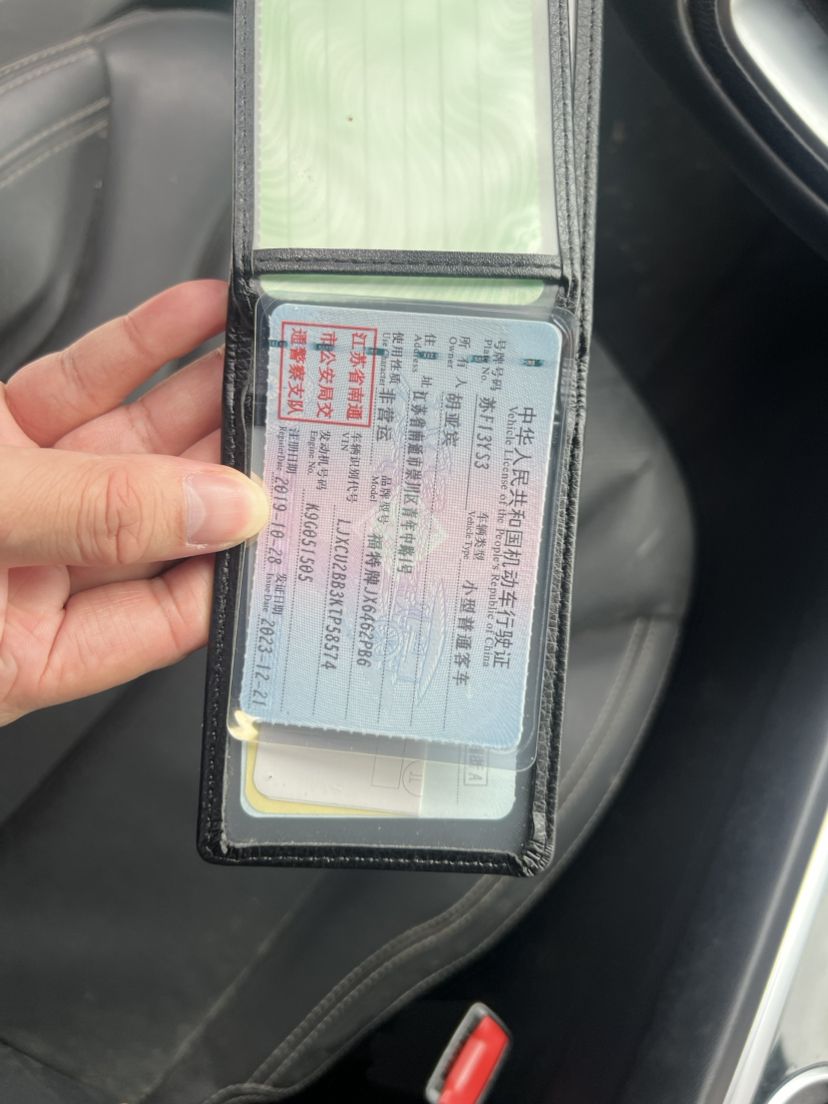 中华人民共和国机动车行驶证
Vehicle License of the People's Republic of China
号牌号码 苏F13YS3 车辆类型 小型普通客车
Plate No. Vehicle Type
所有人 胡亚宾
Owner
住址 江苏省南通市崇川区青年中路1号
Address
使用性质 非营运 品牌型号 福特牌JX6462PB6
Use Character Model
江苏省南通
市公安局交
通警察支队
车辆识别代号 LJXCU2BB3KTP58574
VIN
发动机号码 K9G051505
Engine No.
注册日期 2019-10-28 发证日期 2023-12-21
Register Date Issue Date
A